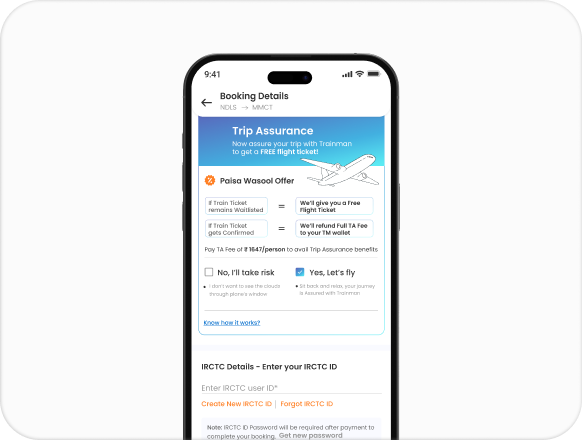 9:41
Booking Details
NDLS → MMCT
Trip Assurance
Now assure your trip with Trainman
to get a FREE flight ticket!
Paisa Wasool Offer
If Train Ticket
remains Waitlisted
=
We'll give you a Free
Flight Ticket
If Train Ticket
gets Confirmed
=
We'll refund Full TA Fee
to your TM wallet
Pay TA Fee of ₹ 1647/person to avail Trip Assurance benefits
No, I'll take risk
Yes, Let's fly
I don't want to see the clouds
through plane's window
Sit back and relax, your journey
is Assured with Trainman
Know how it works?
IRCTC Details - Enter your IRCTC ID
Enter IRCTC user ID*
Create New IRCTC ID | Forgot IRCTC ID
Note: IRCTC ID Password will be required after payment to
complete your booking. Get new password